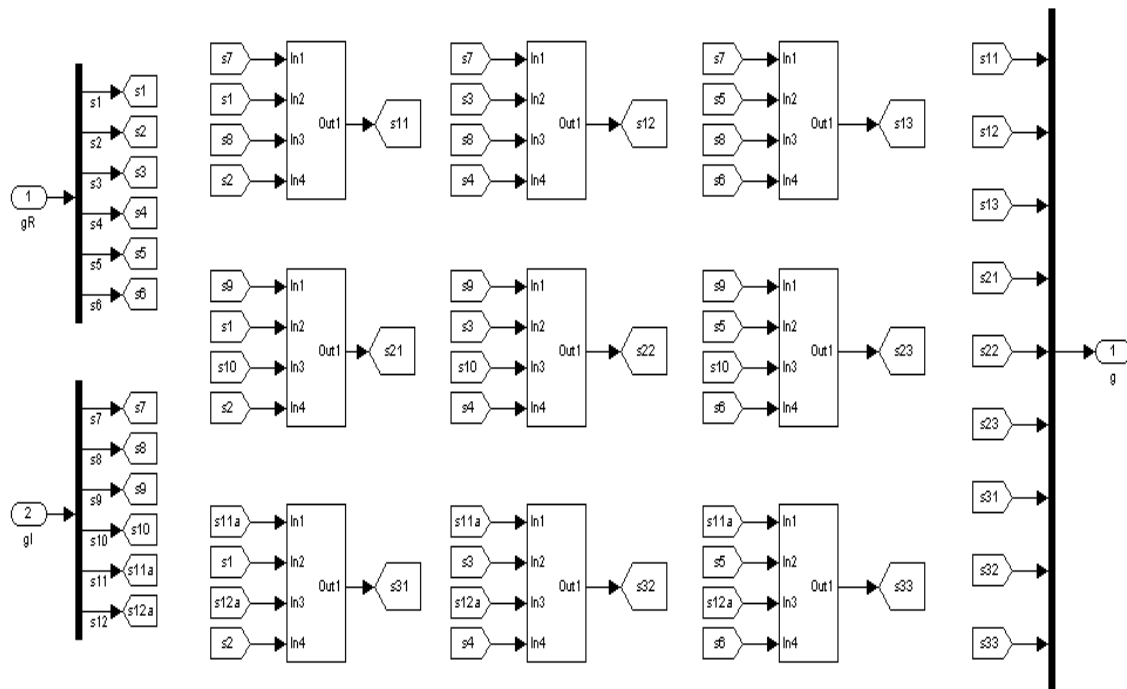 1
gR
s1
s1
s2
s2
s3
s3
s4
s4
s5
s5
s6
s6
2
gI
s7
s7
s8
s8
s9
s9
s10
s10
s11
s11a
s12
s12a
s7
s1
s8
s2
In1
In2
In3
In4
Out1
s11
s7
s3
s8
s4
In1
In2
In3
In4
Out1
s12
s7
s5
s8
s6
In1
In2
In3
In4
Out1
s13
s9
s1
s10
s2
In1
In2
In3
In4
Out1
s21
s9
s3
s10
s4
In1
In2
In3
In4
Out1
s22
s9
s5
s10
s6
In1
In2
In3
In4
Out1
s23
s11a
s1
s12a
s2
In1
In2
In3
In4
Out1
s31
s11a
s3
s12a
s4
In1
In2
In3
In4
Out1
s32
s11a
s5
s12a
s6
In1
In2
In3
In4
Out1
s33
s11
s12
s13
s21
s22
s23
s31
s32
s33
1
g